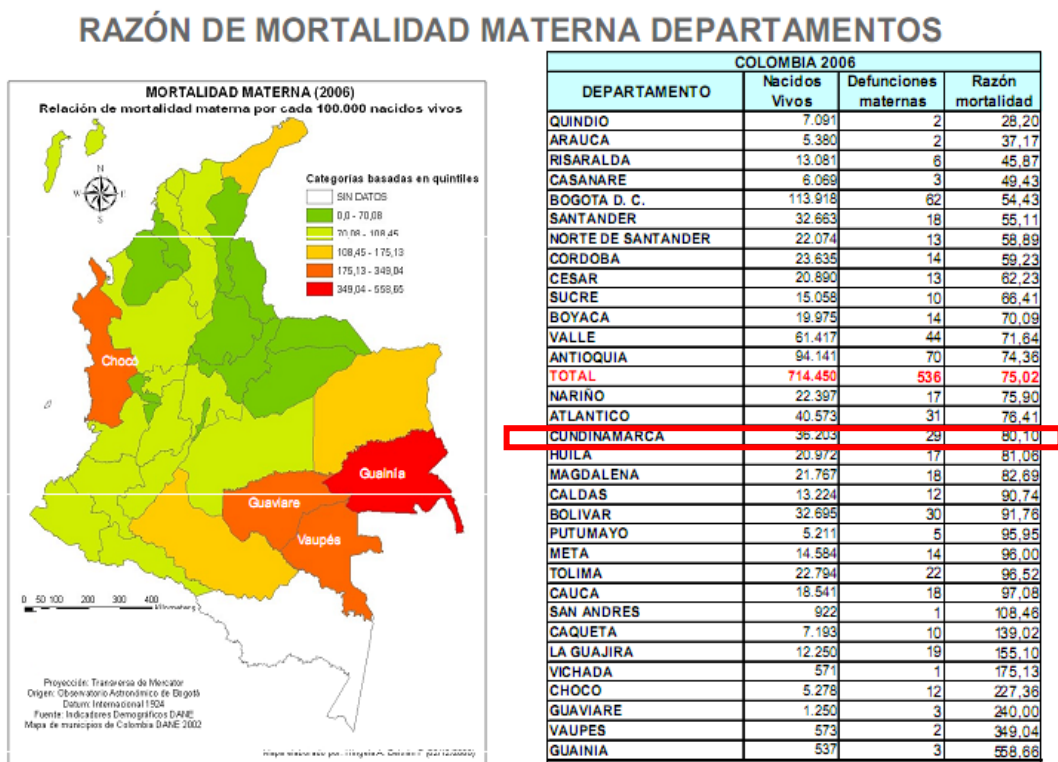 RAZÓN DE MORTALIDAD MATERNA DEPARTAMENTOS
MORTALIDAD MATERNA (2006)
Relación de mortalidad materna por cada 100.000 nacidos vivos
N
W
S
Categorías basadas en quintiles
SIN DATOS
0,0 - 70,08
70,08 - 108,45
108,45 - 175,13
175,13 - 349,04
349,04 - 558,65
Chocó
Guainía
Guaviare
Vaupés
0 50 100 200 300 400
Kilometers
Proyección: Transversa de Mercator
Origen: Observatorio Astronómico de Bogotá
Datum: Internacional 1924
Fuente: Indicadores Demográficos DANE
Mapa de municipios de Colombia DANE 2002
Mapa elaborado por:
COLOMBIA 2006
DEPARTAMENTO Nacidos Vivos Defunciones maternas Razón mortalidad
QUINDIO 7.091 2 28,20
ARAUCA 5.380 2 37,17
RISARALDA 13.081 6 45,87
CASANARE 6.069 3 49,43
BOGOTA D. C. 113.918 62 54,43
SANTANDER 32.663 18 55,11
NORTE DE SANTANDER 22.074 13 58,89
CORDOBA 23.635 14 59,23
CESAR 20.890 13 62,23
SUCRE 15.058 10 66,41
BOYACA 19.975 14 70,09
VALLE 61.417 44 71,64
ANTIOQUIA 94.141 70 74,36
TOTAL 714.450 536 75,02
NARIÑO 22.397 17 75,90
ATLANTICO 40.573 31 76,41
CUNDINAMARCA 36.203 29 80,10
HUILA 20.972 17 81,06
MAGDALENA 21.767 18 82,69
CALDAS 13.224 12 90,74
BOLIVAR 32.695 30 91,76
PUTUMAYO 5.211 5 95,95
META 14.584 14 96,00
TOLIMA 22.794 22 96,52
CAUCA 18.541 18 97,08
SAN ANDRES 922 1 108,46
CAQUETA 7.193 10 139,02
LA GUAJIRA 12.250 19 155,10
VICHADA 571 1 175,13
CHOCO 5.278 12 227,36
GUAVIARE 1.250 3 240,00
VAUPES 573 2 349,04
GUAINIA 537 3 558,66